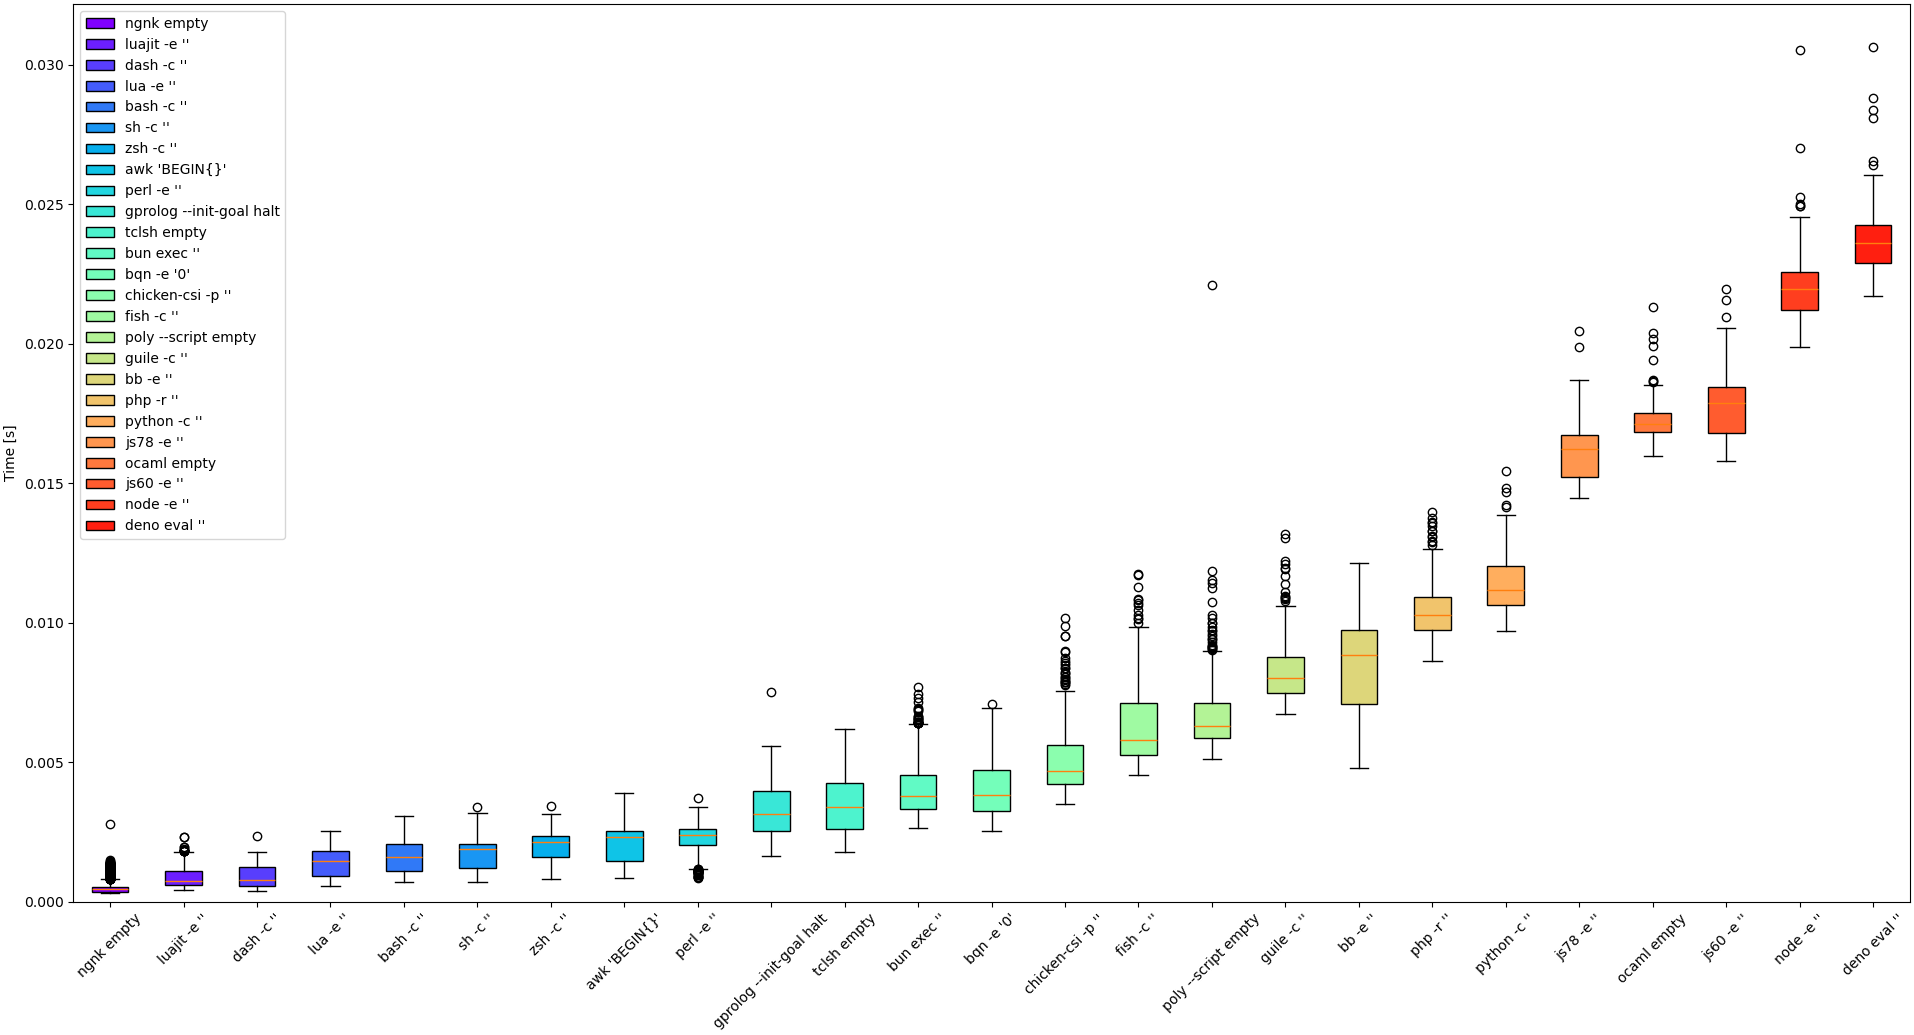 ngnk empty
luajit -e ''
dash -c ''
lua -e ''
bash -c ''
sh -c ''
zsh -c ''
awk 'BEGIN{}'
perl -e ''
gprolog --init-goal halt
tclsh empty
bun exec ''
bqn -e '0'
chicken-csi -p ''
fish -c ''
poly --script empty
guile -c ''
bb -e ''
php -r ''
python -c ''
js78 -e ''
ocaml empty
js60 -e ''
node -e ''
deno eval ''
Time [s]
0.030
0.025
0.020
0.015
0.010
0.005
0.000
ngnk empty
luajit -e ''
dash -c ''
lua -e ''
bash -c ''
sh -c ''
zsh -c ''
awk 'BEGIN{}'
perl -e ''
gprolog --init-goal halt
tclsh empty
bun exec ''
bqn -e '0'
chicken-csi -p ''
fish -c ''
poly --script empty
guile -c ''
bb -e ''
php -r ''
python -c ''
js78 -e ''
ocaml empty
js60 -e ''
node -e ''
deno eval ''